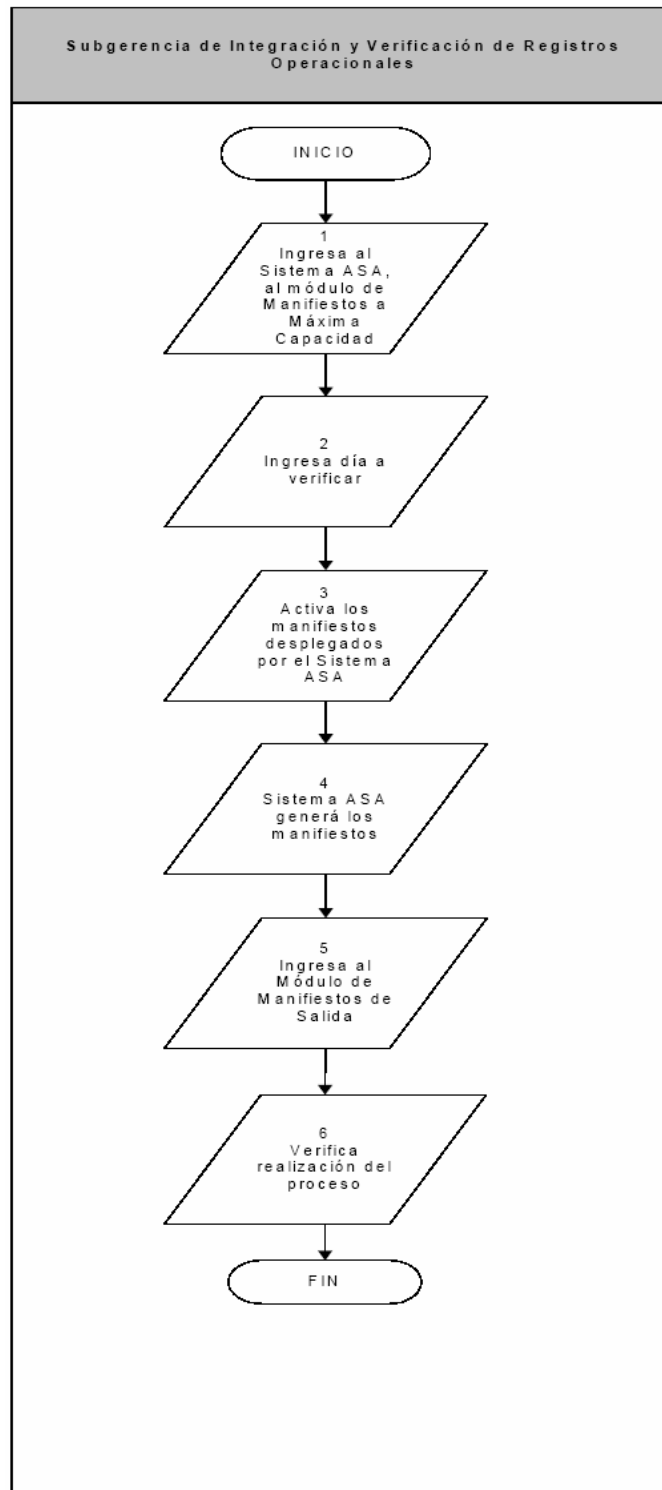 Subgerencia de Integración y Verificación de Registros
Operacionales
INICIO
1
Ingresa al
Sistema ASA,
al módulo de
Manifiestos a
Máxima
Capacidad
2
Ingresa día a
verificar
3
Activa los
manifiestos
desplegados
por el Sistema
ASA
4
Sistema ASA
generá los
manifiestos
5
Ingresa al
Módulo de
Manifiestos de
Salida
6
Verifica
realización del
proceso
FIN